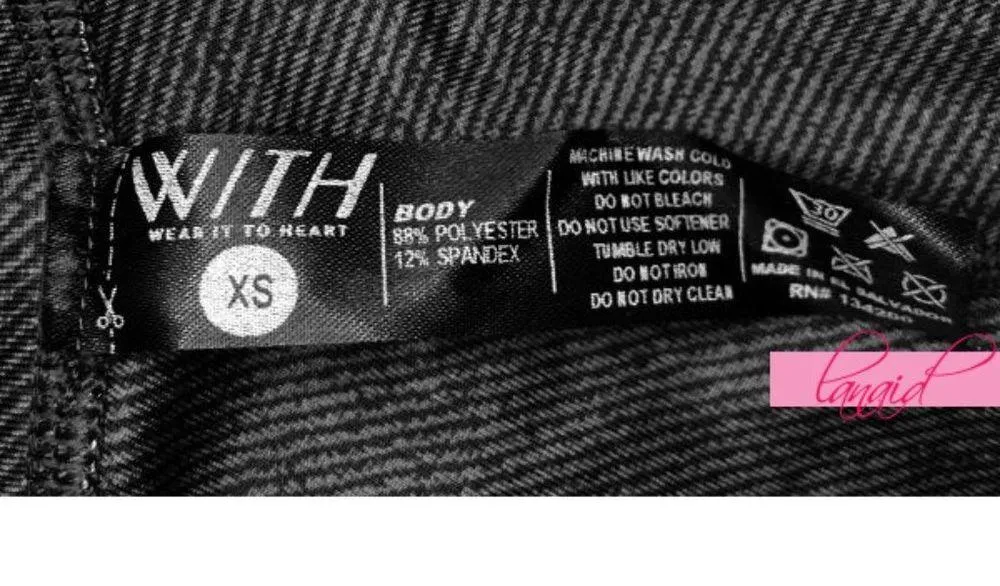 WITH
WEAR IT TO HEART
XS
BODY
88% POLYESTER
12% SPANDEX
MACHINE WASH COLD
WITH LIKE COLORS
DO NOT BLEACH
DO NOT USE SOFTENER
TUMBLE DRY LOW
DO NOT IRON
DO NOT DRY CLEAN
30
MADE IN EL SALVADOR
RN#
lanaid